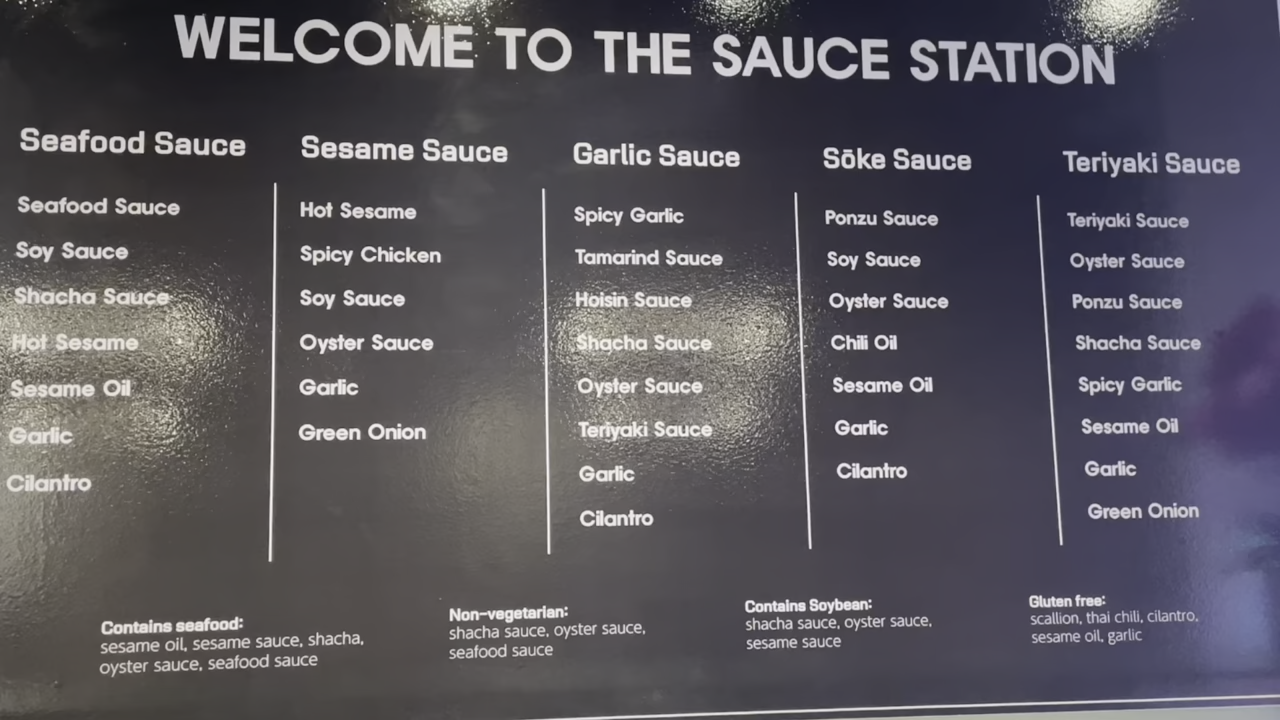 WELCOME TO THE SAUCE STATION
Seafood Sauce
Seafood Sauce
Soy Sauce
Shacha Sauce
Hot Sesame
Sesame Oil
Garlic
Cilantro
Sesame Sauce
Hot Sesame
Spicy Chicken
Soy Sauce
Oyster Sauce
Garlic
Green Onion
Garlic Sauce
Spicy Garlic
Tamarind Sauce
Hoisin Sauce
Shacha Sauce
Oyster Sauce
Teriyaki Sauce
Garlic
Cilantro
Sōke Sauce
Ponzu Sauce
Soy Sauce
Oyster Sauce
Chili Oil
Sesame Oil
Garlic
Cilantro
Teriyaki Sauce
Teriyaki Sauce
Oyster Sauce
Ponzu Sauce
Shacha Sauce
Spicy Garlic
Sesame Oil
Garlic
Green Onion
Contains seafood:
sesame oil, sesame sauce, shacha,
oyster sauce, seafood sauce
Non-vegetarian:
shacha sauce, oyster sauce,
seafood sauce
Contains Soybean:
shacha sauce, oyster sauce,
sesame sauce
Gluten free:
scallion, thai chili, cilantro,
sesame oil, garlic